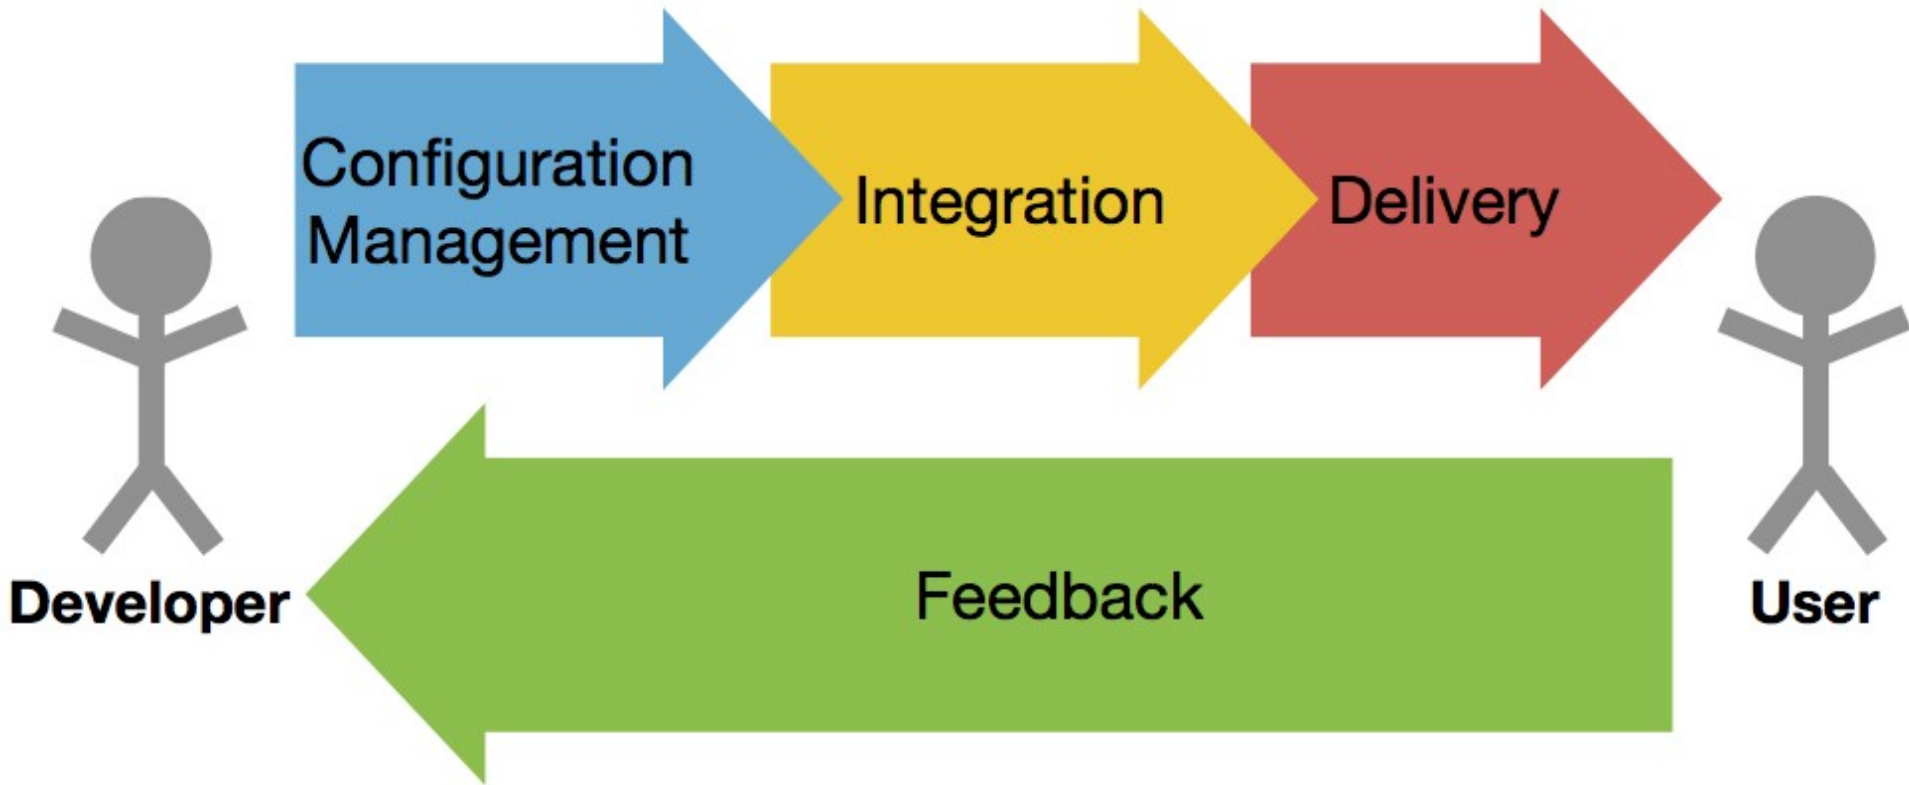 Configuration
Management
Integration
Delivery
Developer
Feedback
User